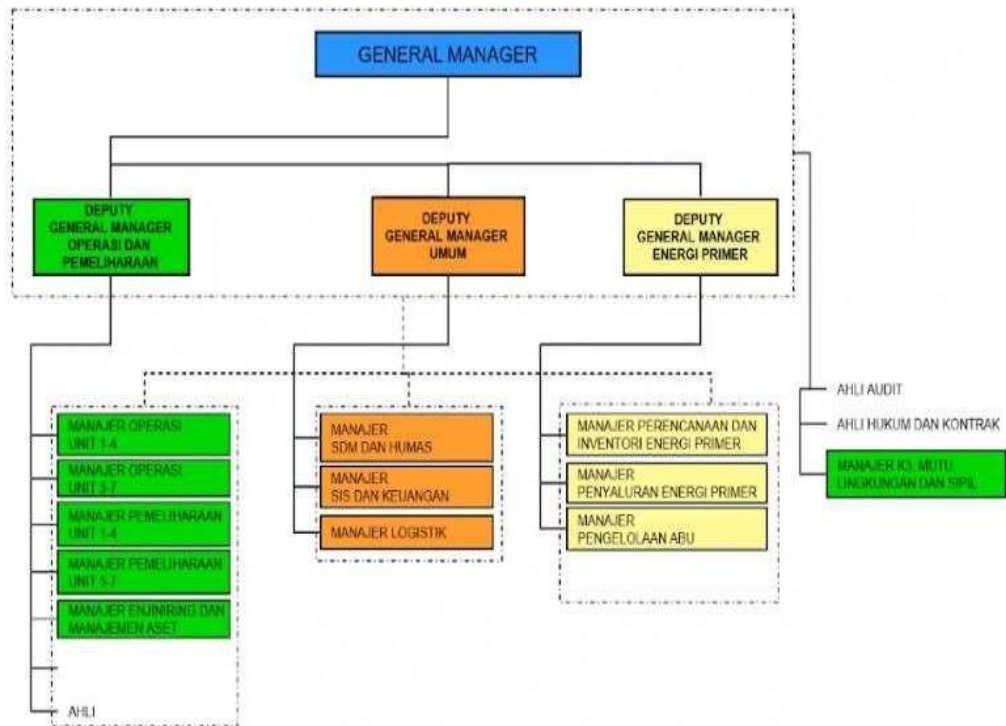 GENERAL MANAGER
DEPUTY
GENERAL MANAGER
OPERASI DAN
PEMELIHARAAN
DEPUTY
GENERAL MANAGER
UMUM
DEPUTY
GENERAL MANAGER
ENERGI PRIMER
MANAJER OPERASI
UNIT 1-4
MANAJER OPERASI
UNIT 5-7
MANAJER PEMELIHARAAN
UNIT 1-4
MANAJER PEMELIHARAAN
UNIT 5-7
MANAJER ENJINIRING DAN
MANAJEMEN ASET
AHLI
MANAJER
SDM DAN HUMAS
MANAJER
SIS DAN KEUANGAN
MANAJER LOGISTIK
MANAJER PERENCANAAN DAN
INVENTORI ENERGI PRIMER
MANAJER
PENYALURAN ENERGI PRIMER
MANAJER
PENGELOLAAN ABU
AHLI AUDIT
AHLI HUKUM DAN KONTRAK
MANAJER K3, MUTU,
LINGKUNGAN DAN SIPIL